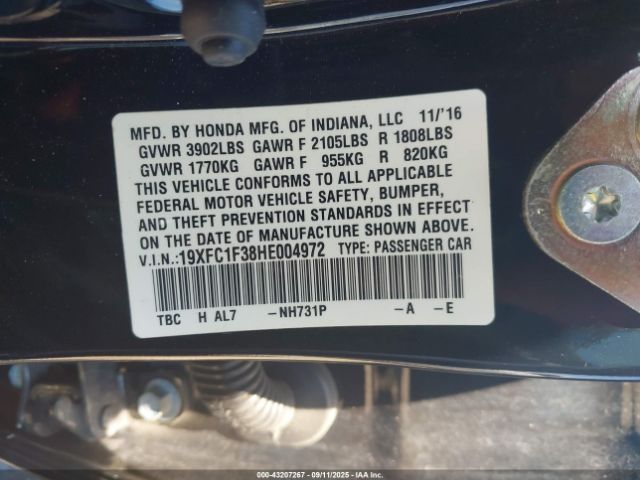 MFD. BY HONDA MFG. OF INDIANA, LLC 11/'16
GVWR 3902LBS GAWR F 2105LBS R 1808LBS
GVWR 1770KG GAWR F 955KG R 820KG
THIS VEHICLE CONFORMS TO ALL APPLICABLE
FEDERAL MOTOR VEHICLE SAFETY, BUMPER,
AND THEFT PREVENTION STANDARDS IN EFFECT
ON THE DATE OF MANUFACTURE SHOWN ABOVE.
V.I.N.:19XFC1F38HE004972 TYPE: PASSENGER CAR
TBC H AL7 -NH731P -A -E
000-43207267 - 09/11/2025 - IAAI.CA